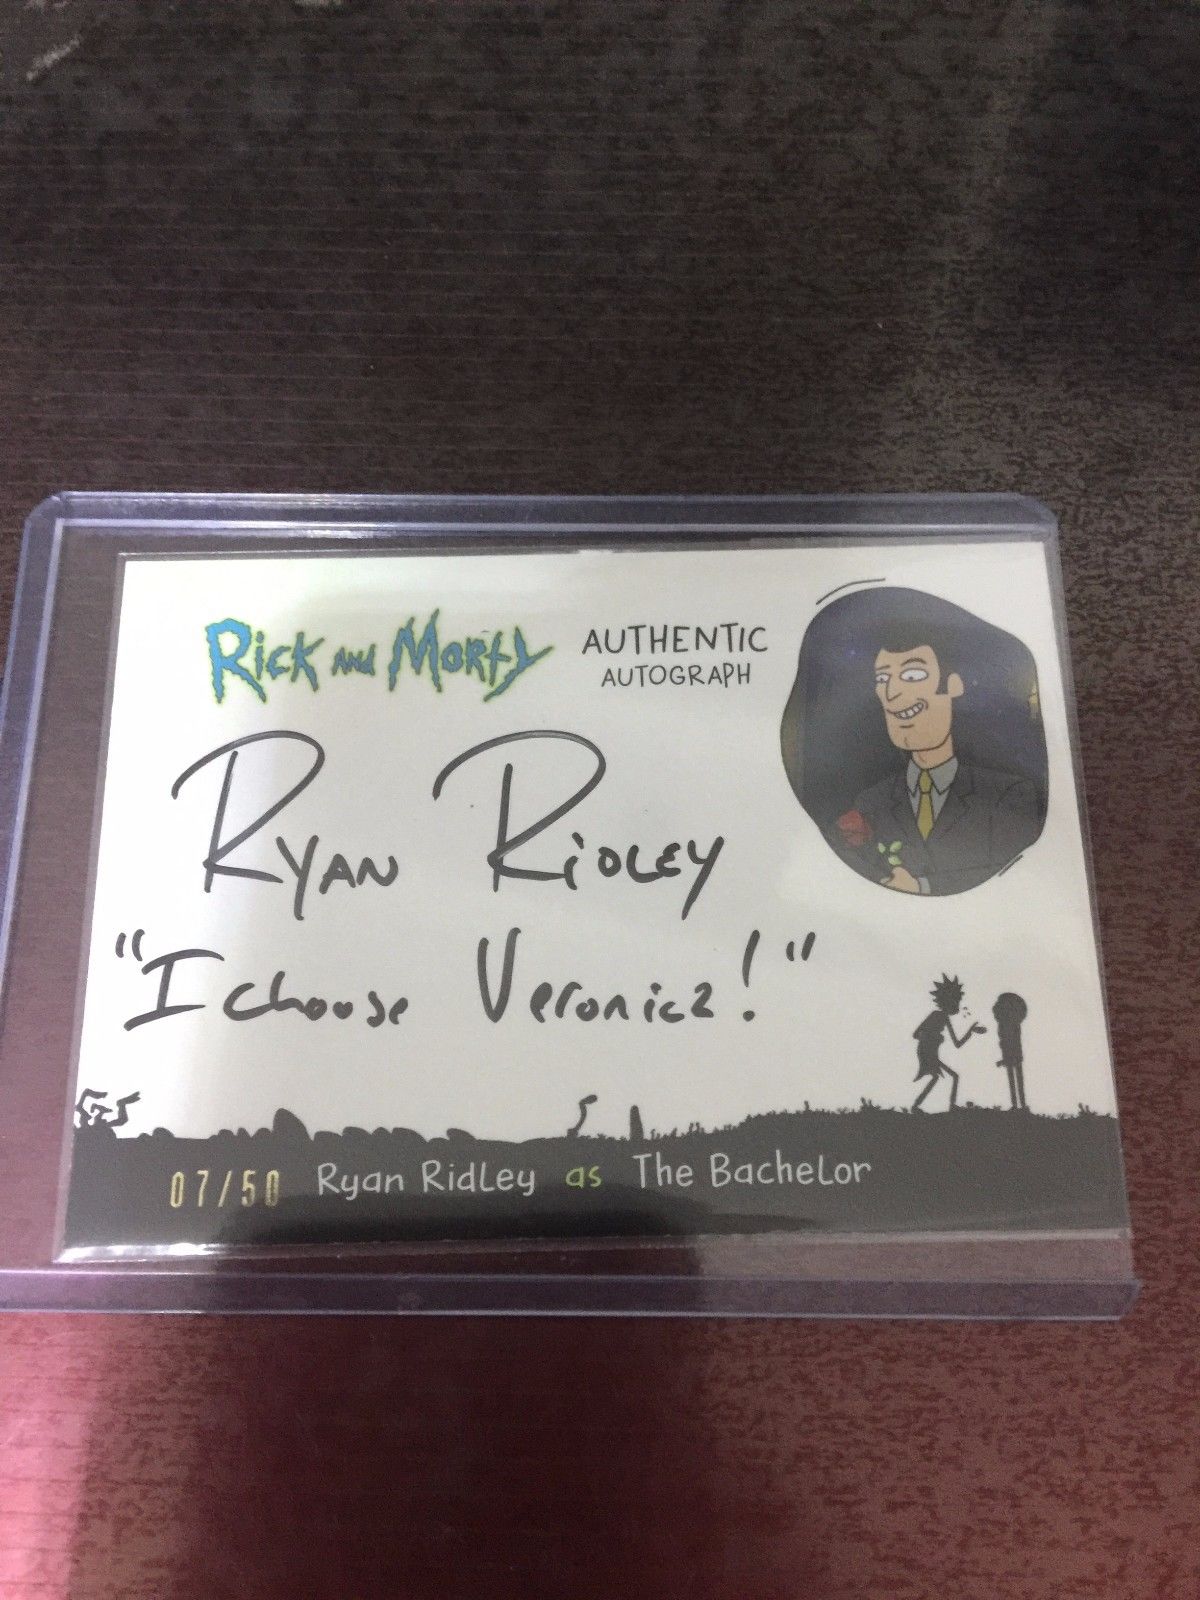 Rick and Morty
AUTHENTIC
AUTOGRAPH
RYAN RIDLEY
"I choose Veronica!"
07/50 Ryan Ridley as The Bachelor